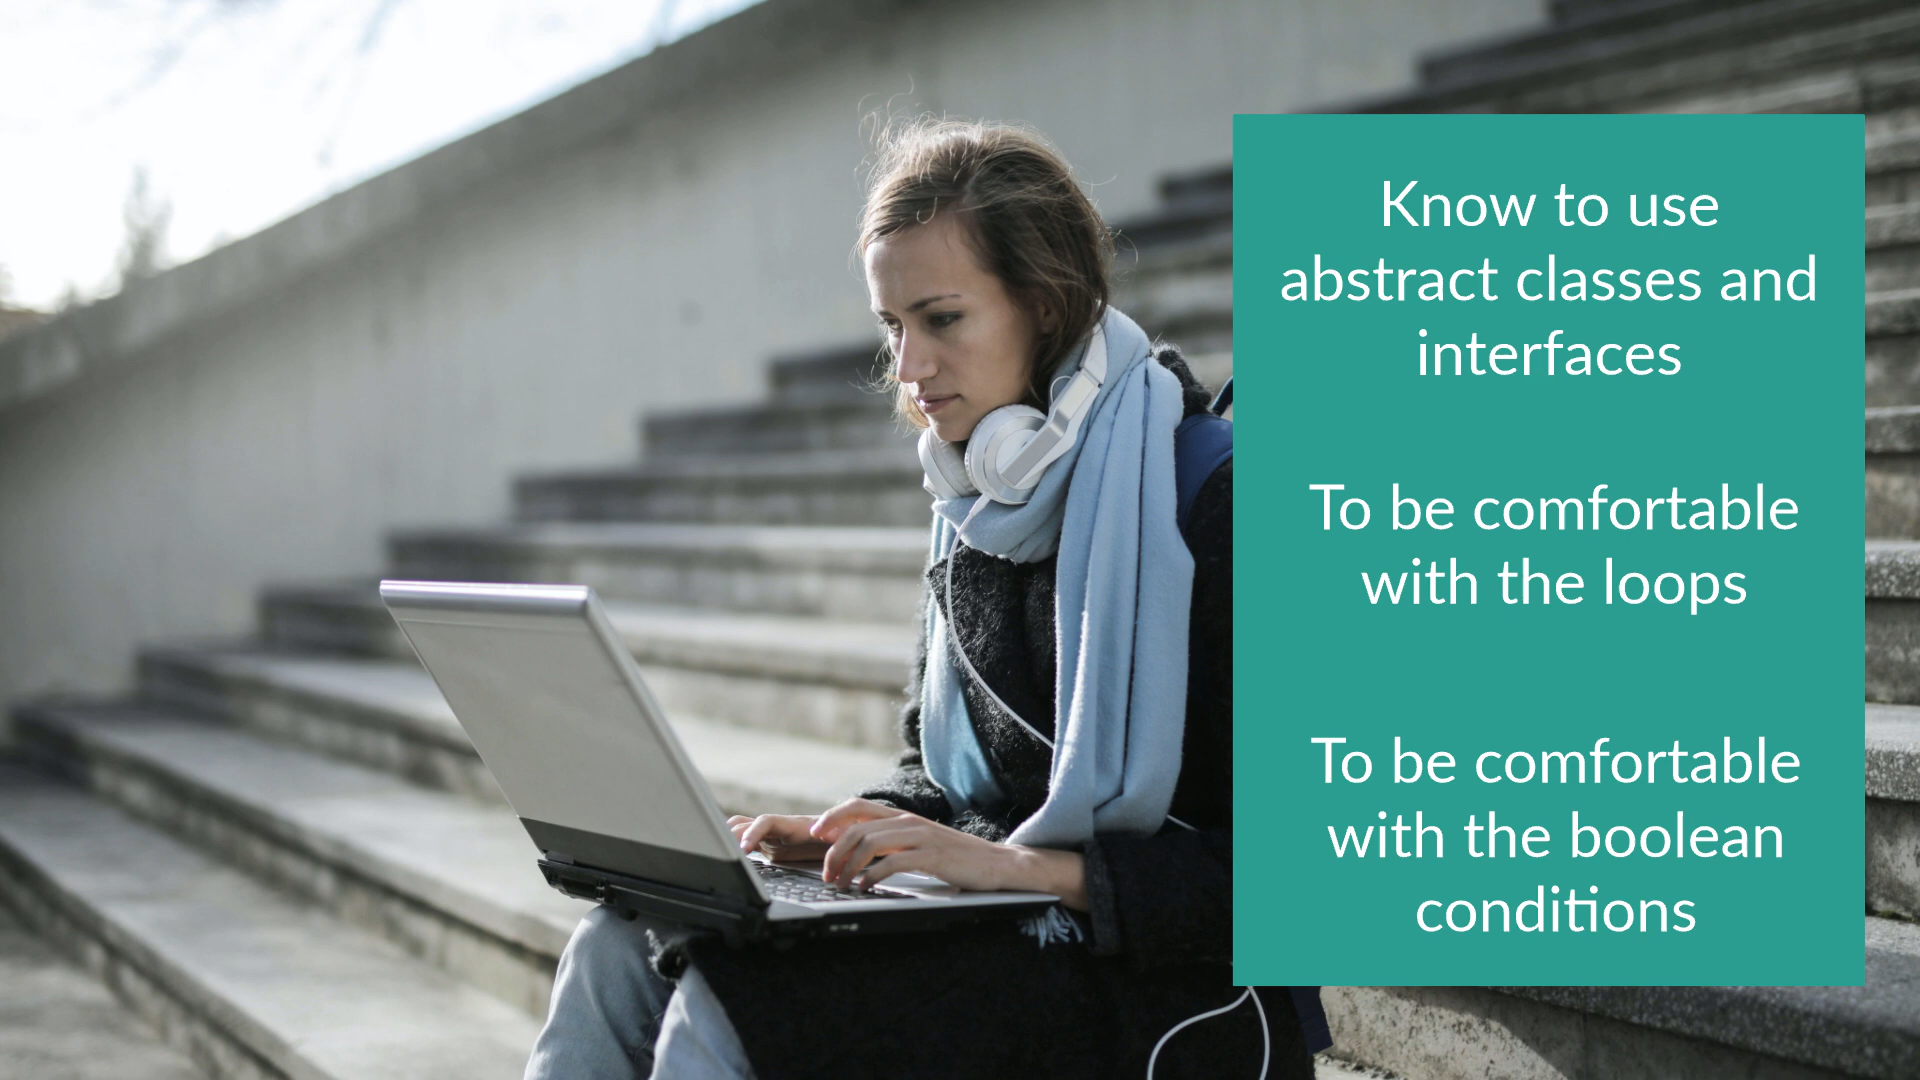 Know to use
abstract classes and
interfaces
To be comfortable
with the loops
To be comfortable
with the boolean
conditions